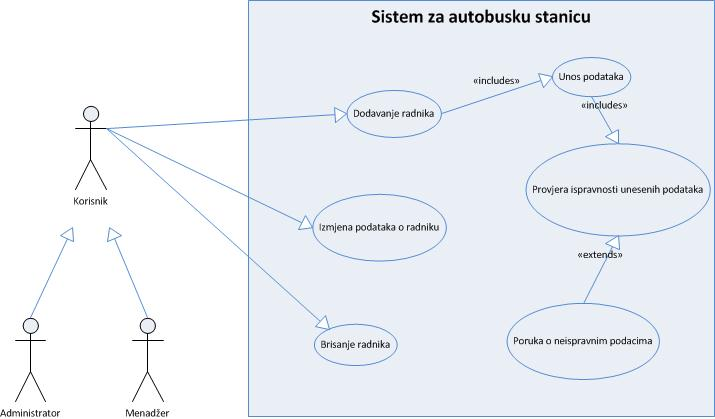 Sistem za autobusku stanicu
«includes»
Unos podataka
Dodavanje radnika
«includes»
Provjera ispravnosti unesenih podataka
Korisnik
Izmjena podataka o radniku
«extends»
Brisanje radnika
Poruka o neispravnim podacima
Administrator
Menadžer